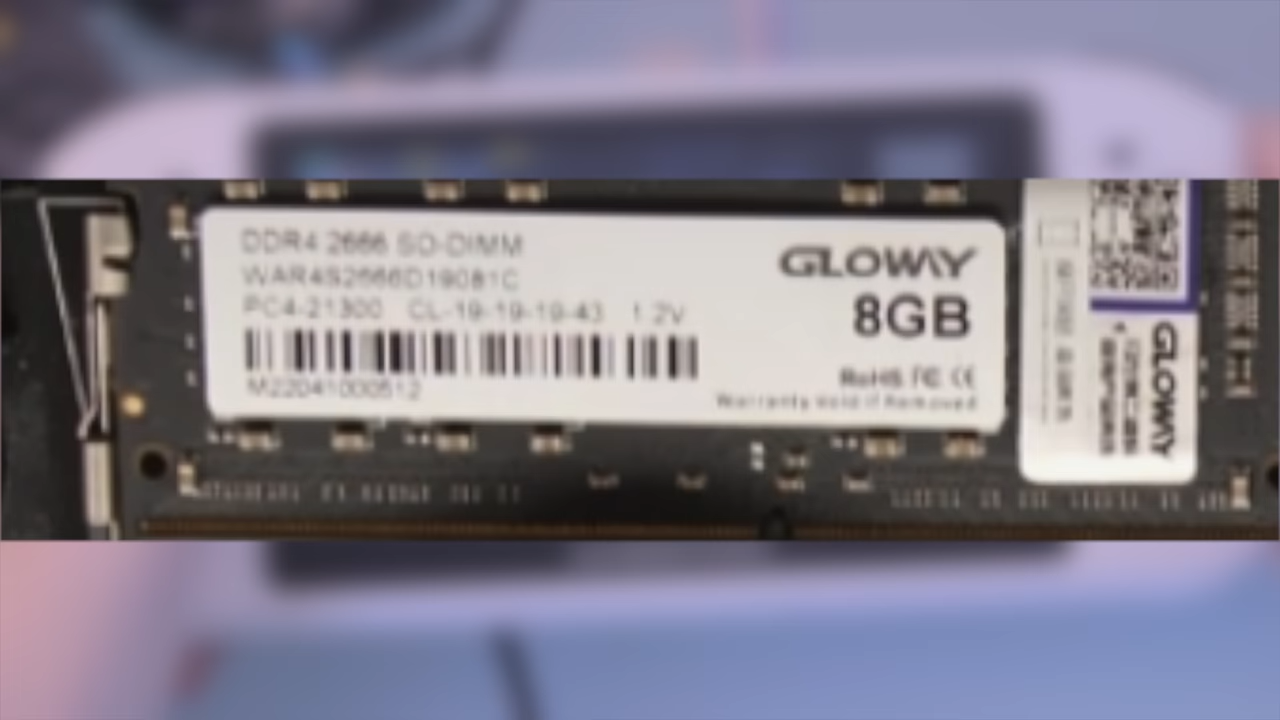 DDR4 2666 SO-DIMM
WAR4S2666D19081C
PC4-21300 CL-19-19-19-43 1.2V
M22041000512
GLOWAY
8GB
RoHS FC CE
Warranty Void if Removed
GLOWAY